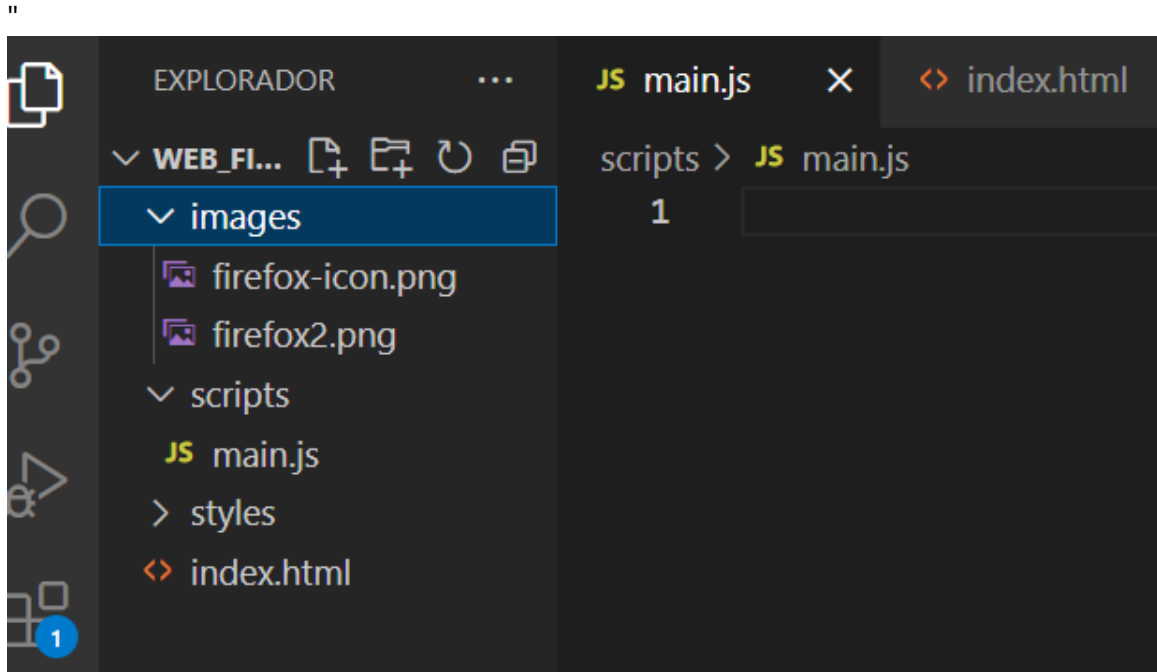 "
EXPLORADOR ...
WEB_FI...
images
firefox-icon.png
firefox2.png
scripts
JS main.js
styles
<> index.html
1
JS main.js X <> index.html
scripts > JS main.js
1